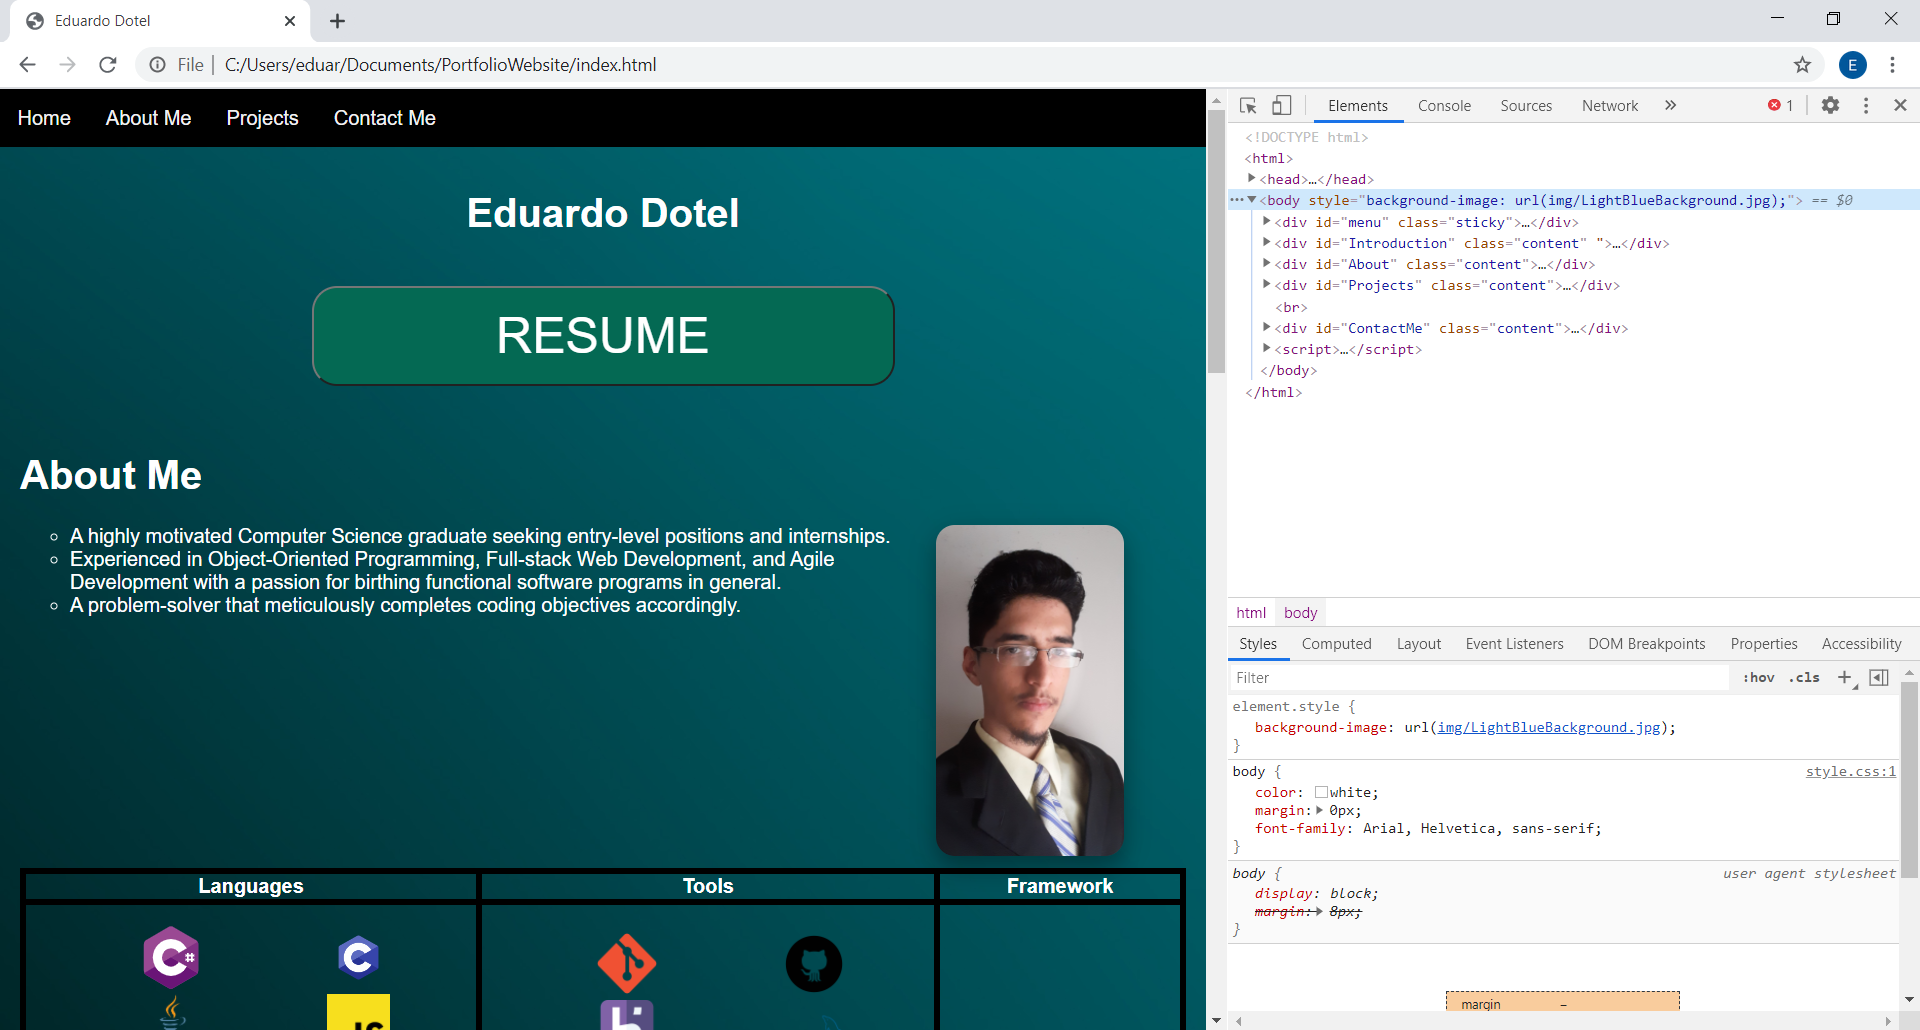 Eduardo Dotel
File | C:/Users/eduar/Documents/PortfolioWebsite/index.html
E
Home About Me Projects Contact Me
Eduardo Dotel
RESUME
About Me
A highly motivated Computer Science graduate seeking entry-level positions and internships.
Experienced in Object-Oriented Programming, Full-stack Web Development, and Agile
Development with a passion for birthing functional software programs in general.
A problem-solver that meticulously completes coding objectives accordingly.
Languages Tools Framework
C# C
JS
Elements Console Sources Network » 1
<!DOCTYPE html>
<html>
<head>…</head>
<body style="background-image: url(img/LightBlueBackground.jpg);"> == $0
<div id="menu" class="sticky">…</div>
<div id="Introduction" class="content" ">…</div>
<div id="About" class="content">…</div>
<div id="Projects" class="content">…</div>
<br>
<div id="ContactMe" class="content">…</div>
<script>…</script>
</body>
</html>
html body
Styles Computed Layout Event Listeners DOM Breakpoints Properties Accessibility
Filter :hov .cls +
element.style {
background-image: url(img/LightBlueBackground.jpg);
}
body { style.css:1
color: white;
margin: 0px;
font-family: Arial, Helvetica, sans-serif;
}
body { user agent stylesheet
display: block;
margin: 8px;
}
margin –